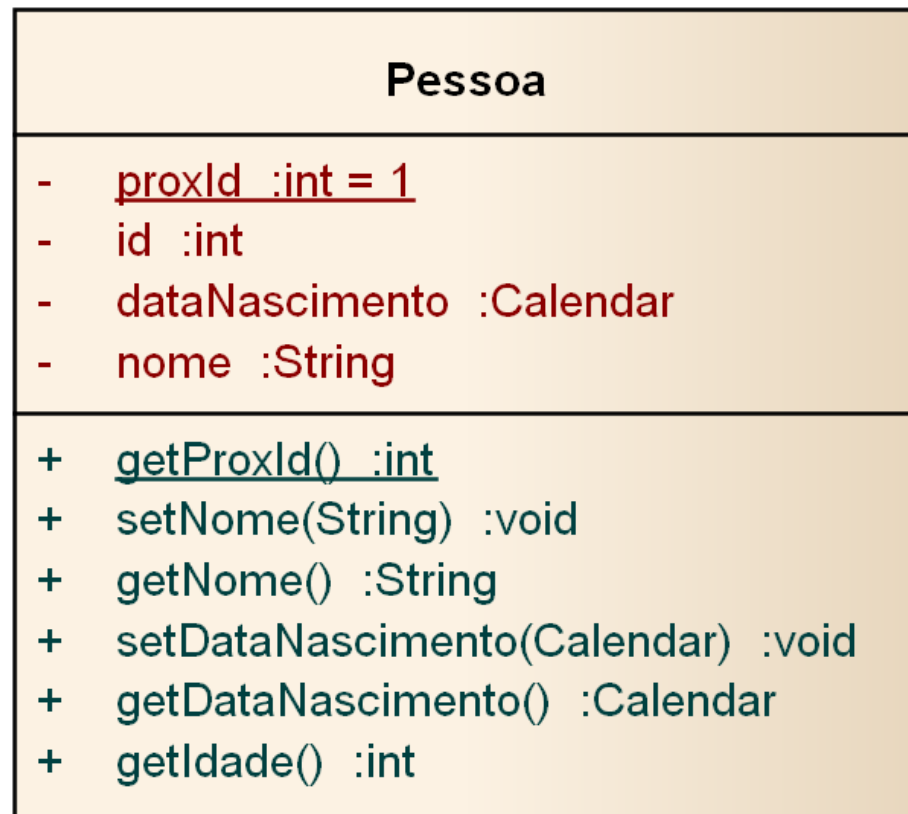 Pessoa
- proxId :int = 1
- id :int
- dataNascimento :Calendar
- nome :String
+ getProxId() :int
+ setNome(String) :void
+ getNome() :String
+ setDataNascimento(Calendar) :void
+ getDataNascimento() :Calendar
+ getIdade() :int